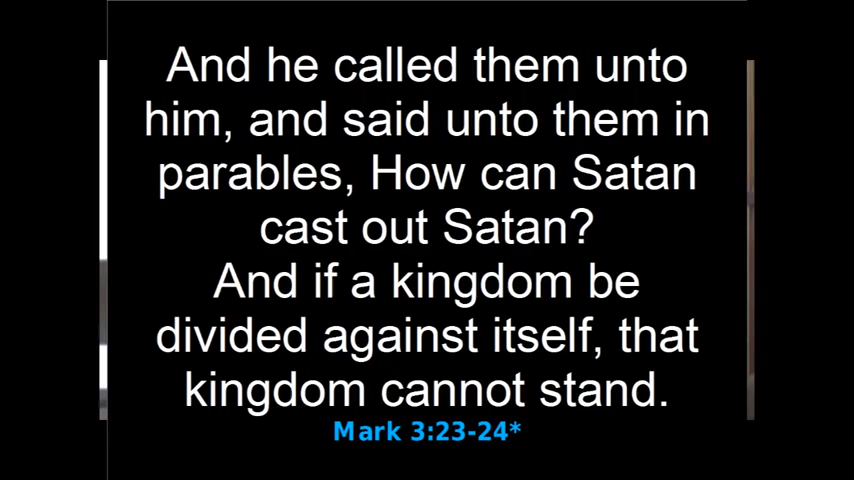 And he called them unto
him, and said unto them in
parables, How can Satan
cast out Satan?
And if a kingdom be
divided against itself, that
kingdom cannot stand.
Mark 3:23-24*